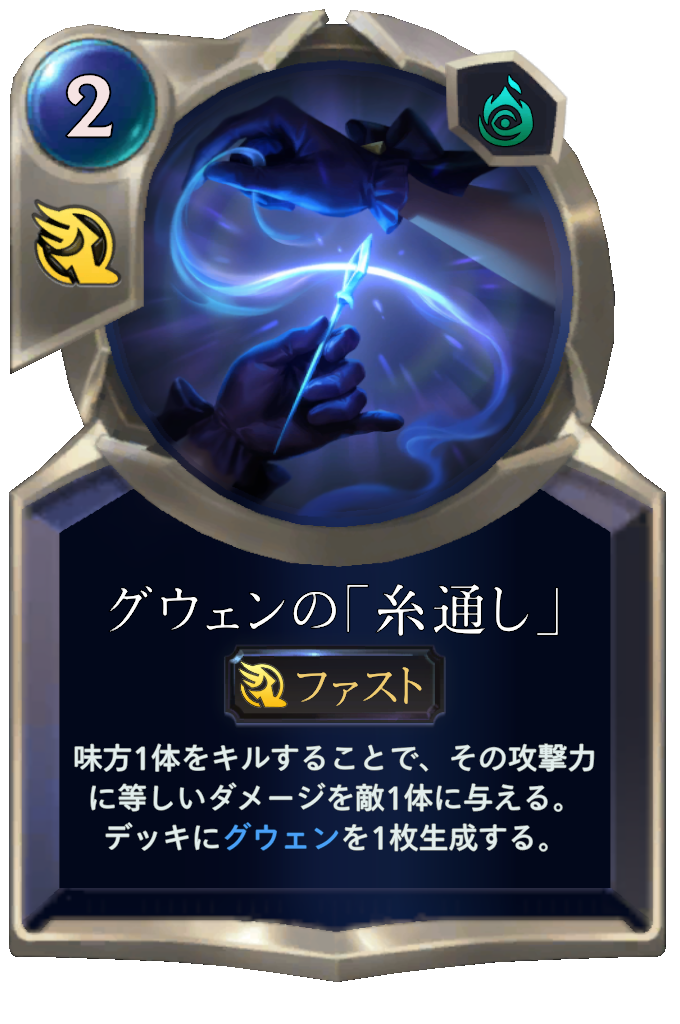 2
グウェンの「糸通し」
ファスト
味方1体をキルすることで、その攻撃力
に等しいダメージを敵1体に与える。
デッキにグウェンを1枚生成する。